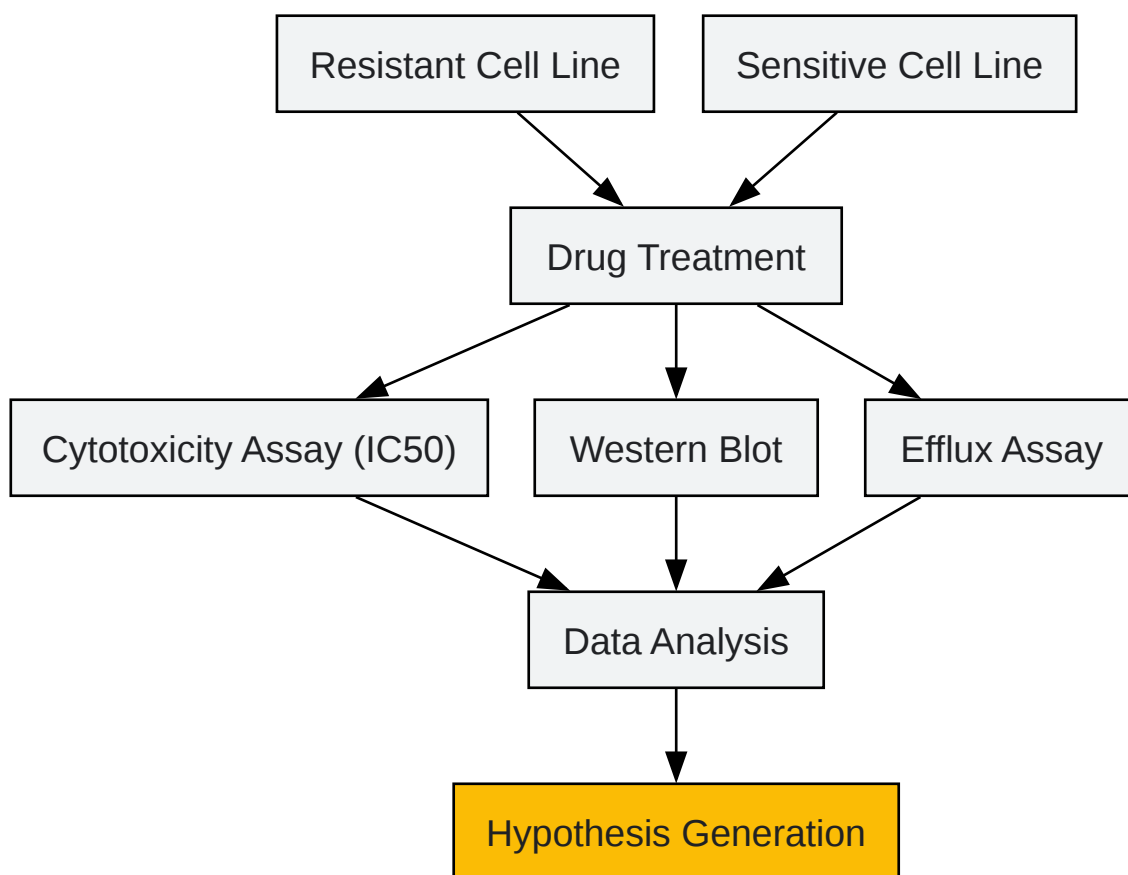 Resistant Cell Line
Sensitive Cell Line
Drug Treatment
Cytotoxicity Assay (IC50)
Western Blot
Efflux Assay
Data Analysis
Hypothesis Generation